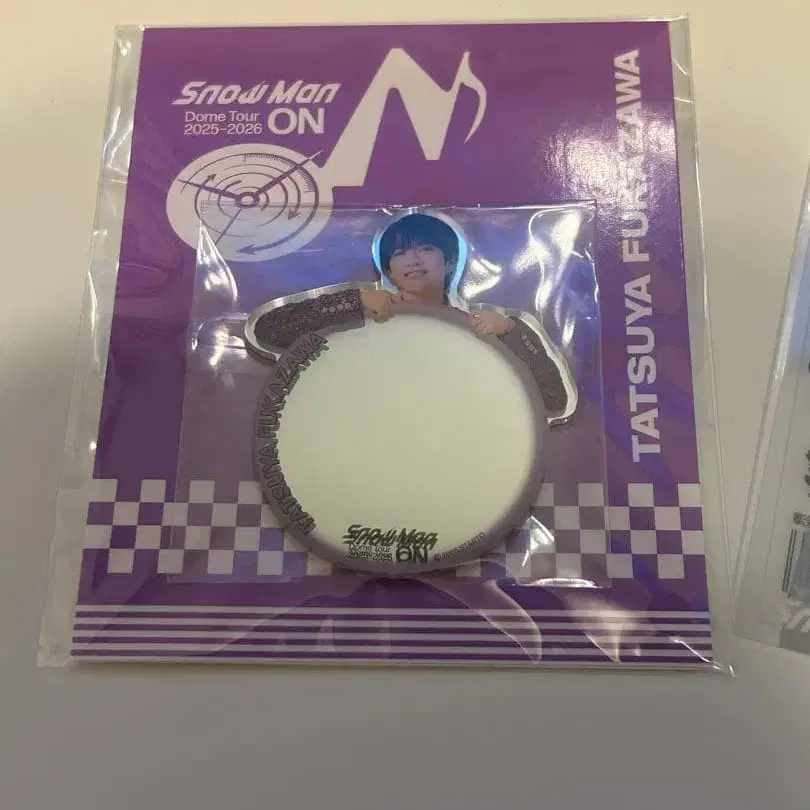 Snow Man
Dome Tour
2025-2026 ON
TATSUYA FUKAZAWA
TATSUYA FUKAZAWA
Snow Man
Dome Tour
2025-2026 ON